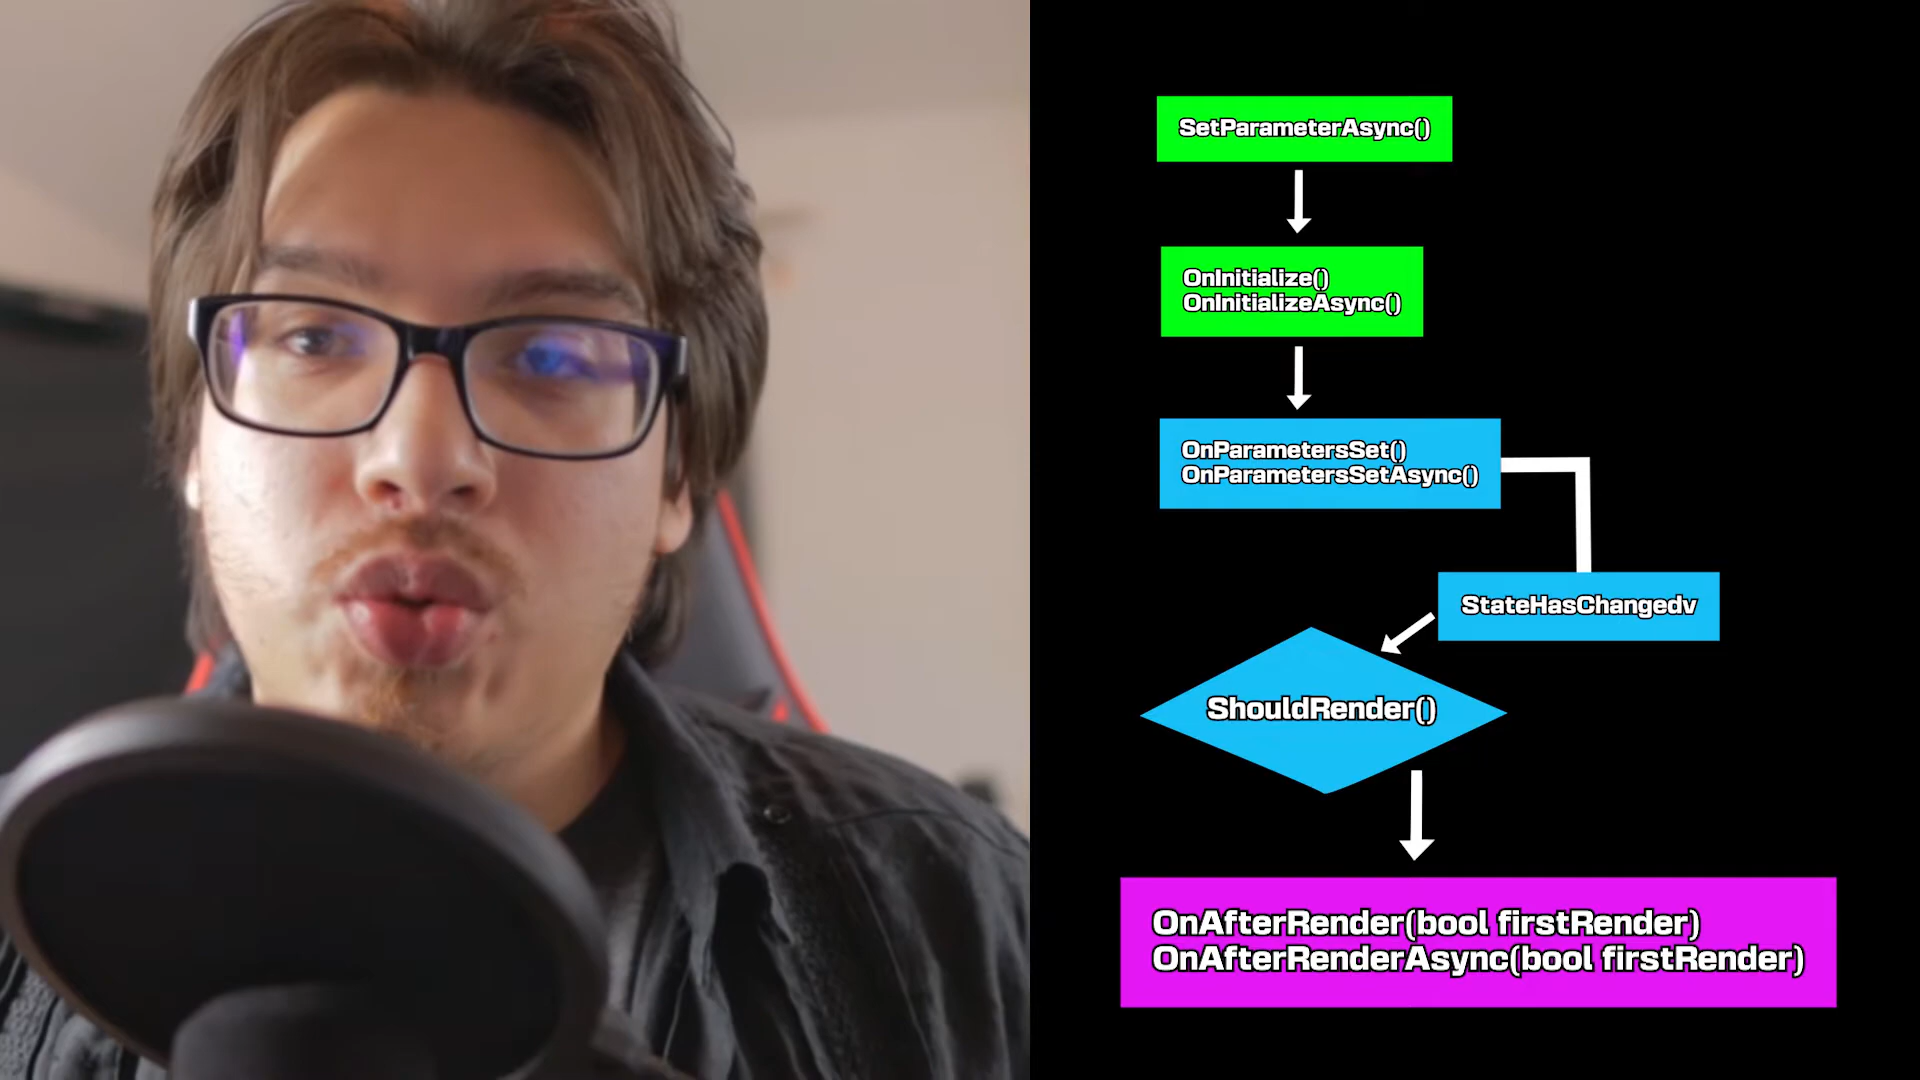 SetParameterAsync()
OnInitialize()
OnInitializeAsync()
OnParametersSet()
OnParametersSetAsync()
StateHasChangedv
ShouldRender()
OnAfterRender(bool firstRender)
OnAfterRenderAsync(bool firstRender)